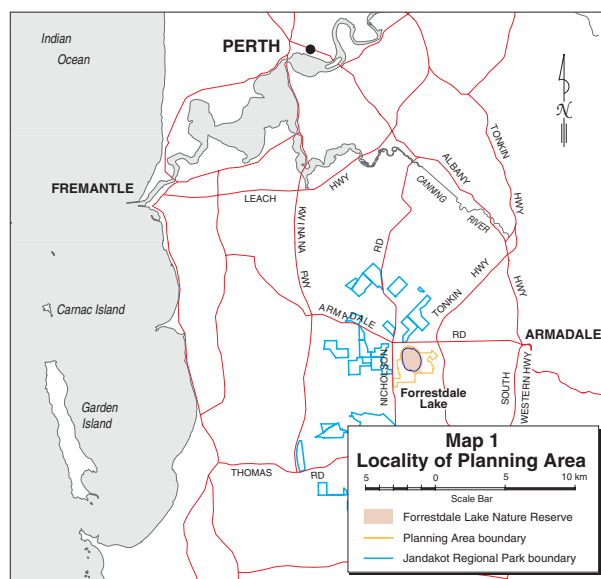 Indian
Ocean
PERTH
N
TONKIN
HWY
ALBANY
HWY
CANNING
RIVER
FREMANTLE
LEACH
HWY
KWINANA
FWY
RD
TONKIN
HWY
Carnac Island
ARMADALE
RD
ARMADALE
NICHOLSON
Forrestdale
Lake
SOUTH
WESTERN HWY
Garden
Island
THOMAS
RD
Map 1
Locality of Planning Area
5 0 5 10 km
Scale Bar
Forrestdale Lake Nature Reserve
Planning Area boundary
Jandakot Regional Park boundary